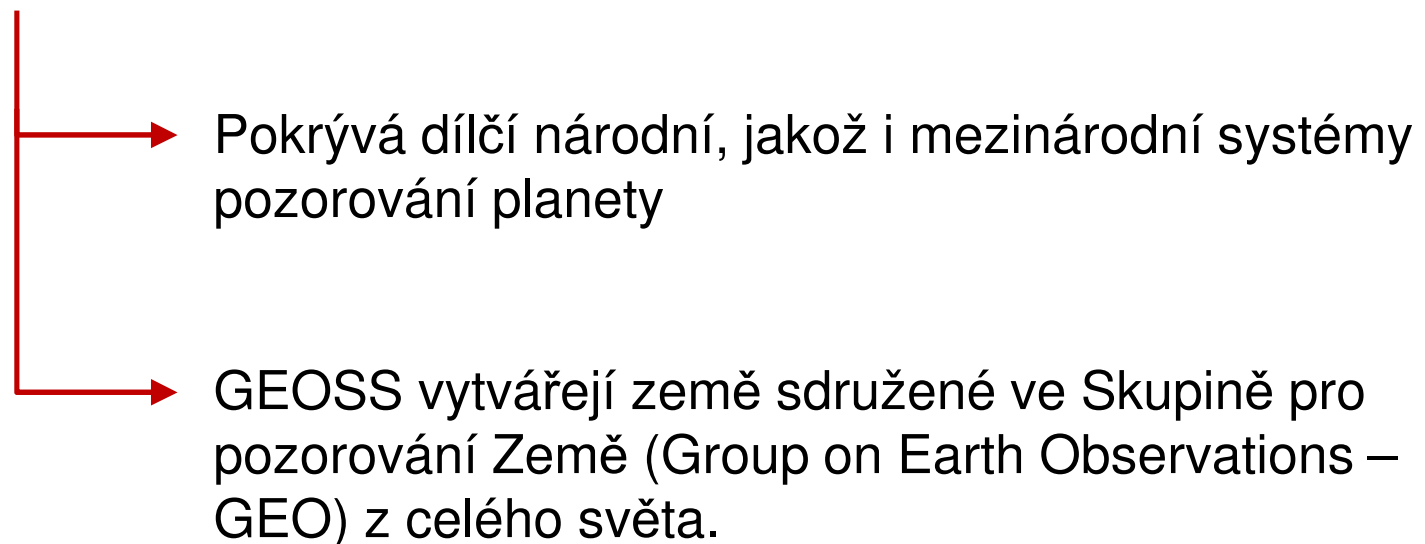 Pokrývá dílčí národní, jakož i mezinárodní systémy
pozorování planety
GEOSS vytvářejí země sdružené ve Skupině pro
pozorování Země (Group on Earth Observations –
GEO) z celého světa.